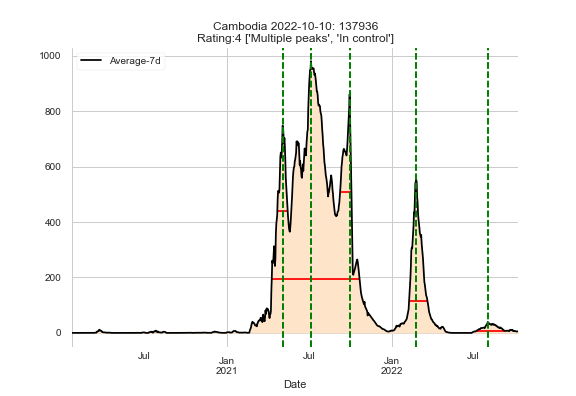 Cambodia 2022-10-10: 137936
Rating:4 ['Multiple peaks', 'In control']
Average-7d
1000
800
600
400
200
0
Jul
Jan
2021
Jul
Jan
2022
Jul
Date